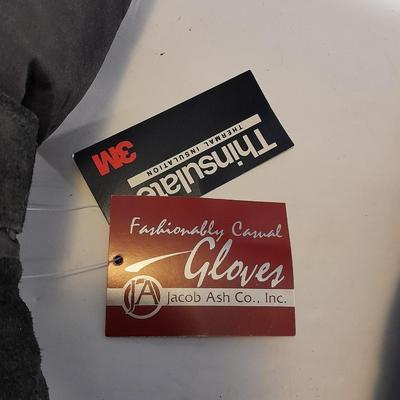 3M
Thinsulate
THERMAL INSULATION
Fashionably Casual
Gloves
JA
Jacob Ash Co., Inc.